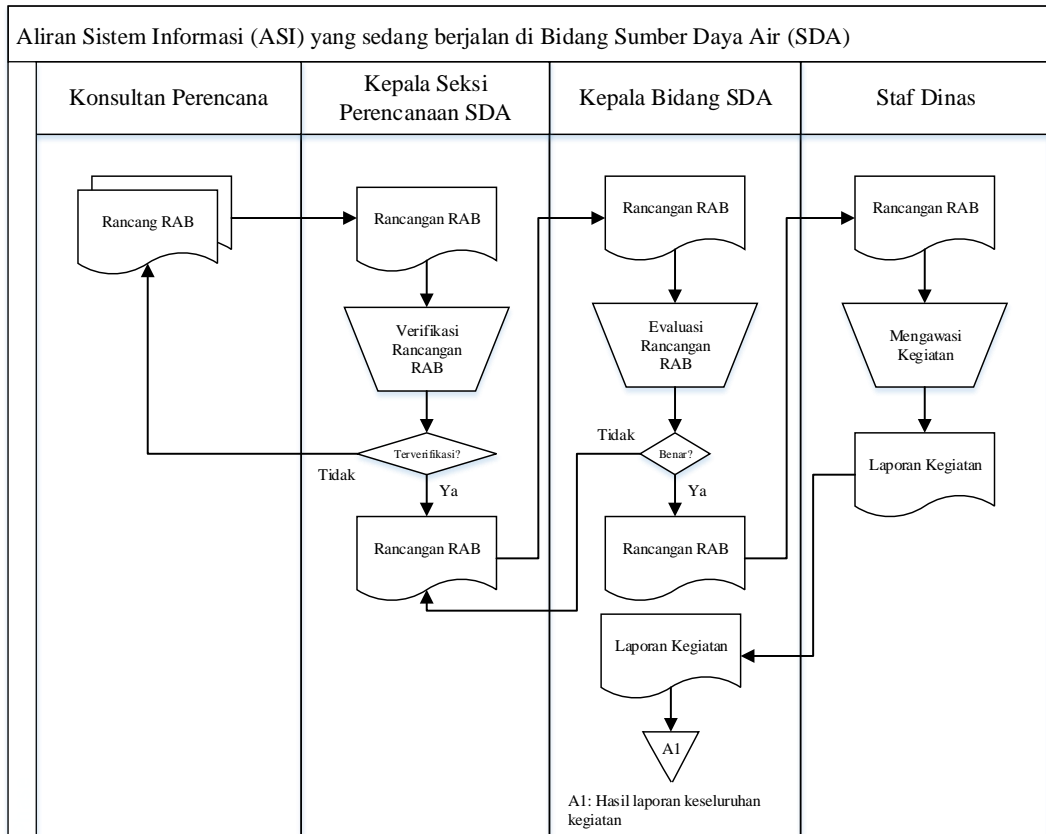 Aliran Sistem Informasi (ASI) yang sedang berjalan di Bidang Sumber Daya Air (SDA)
Konsultan Perencana
Kepala Seksi
Perencanaan SDA
Kepala Bidang SDA
Staf Dinas
Rancang RAB
Rancangan RAB
Rancangan RAB
Rancangan RAB
Verifikasi
Rancangan
RAB
Evaluasi
Rancangan
RAB
Mengawasi
Kegiatan
Terverifikasi?
Tidak
Ya
Tidak
Benar?
Ya
Laporan Kegiatan
Rancangan RAB
Rancangan RAB
Laporan Kegiatan
A1
A1: Hasil laporan keseluruhan
kegiatan